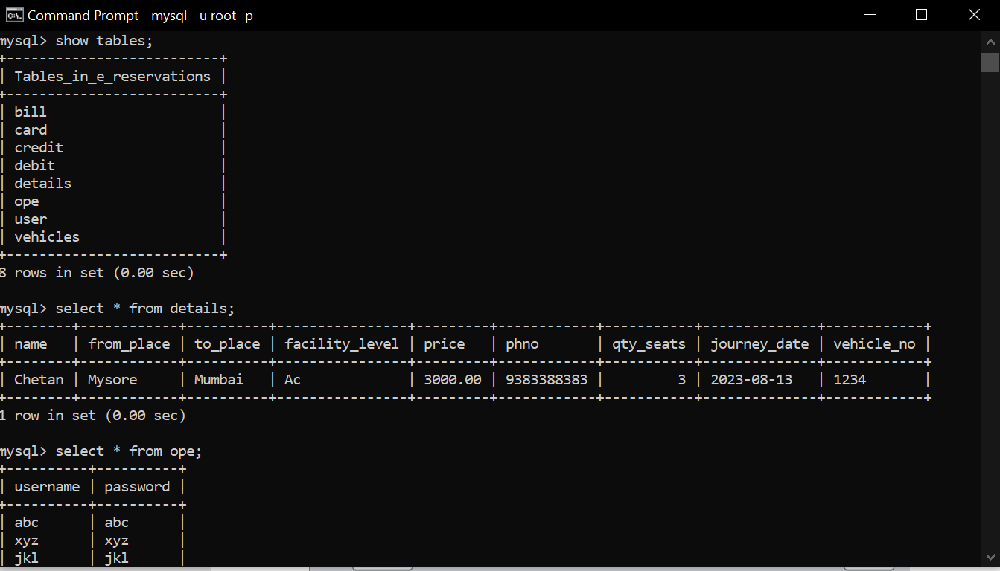 Command Prompt - mysql  -u root -p
mysql> show tables;
+--------------------------+
| Tables_in_e_reservations |
+--------------------------+
| bill                     |
| card                     |
| credit                   |
| debit                    |
| details                  |
| ope                      |
| user                     |
| vehicles                 |
+--------------------------+
8 rows in set (0.00 sec)

mysql> select * from details;
+--------+------------+----------+----------------+---------+------------+-----------+--------------+------------+
| name   | from_place | to_place | facility_level | price   | phno       | qty_seats | journey_date | vehicle_no |
+--------+------------+----------+----------------+---------+------------+-----------+--------------+------------+
| Chetan | Mysore     | Mumbai   | Ac             | 3000.00 | 9383388383 |         3 | 2023-08-13   | 1234       |
+--------+------------+----------+----------------+---------+------------+-----------+--------------+------------+
1 row in set (0.00 sec)

mysql> select * from ope;
+----------+----------+
| username | password |
+----------+----------+
| abc      | abc      |
| xyz      | xyz      |
| jkl      | jkl      |